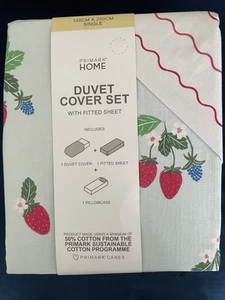 135CM X 200CM
SINGLE
PRIMARK
HOME
DUVET
COVER SET
WITH FITTED SHEET
INCLUDES
1 DUVET COVER
+
1 FITTED SHEET
+
1 PILLOWCASE
PRODUCT MADE USING A MINIMUM OF
50% COTTON FROM THE
PRIMARK SUSTAINABLE
COTTON PROGRAMME
PRIMARK CARES